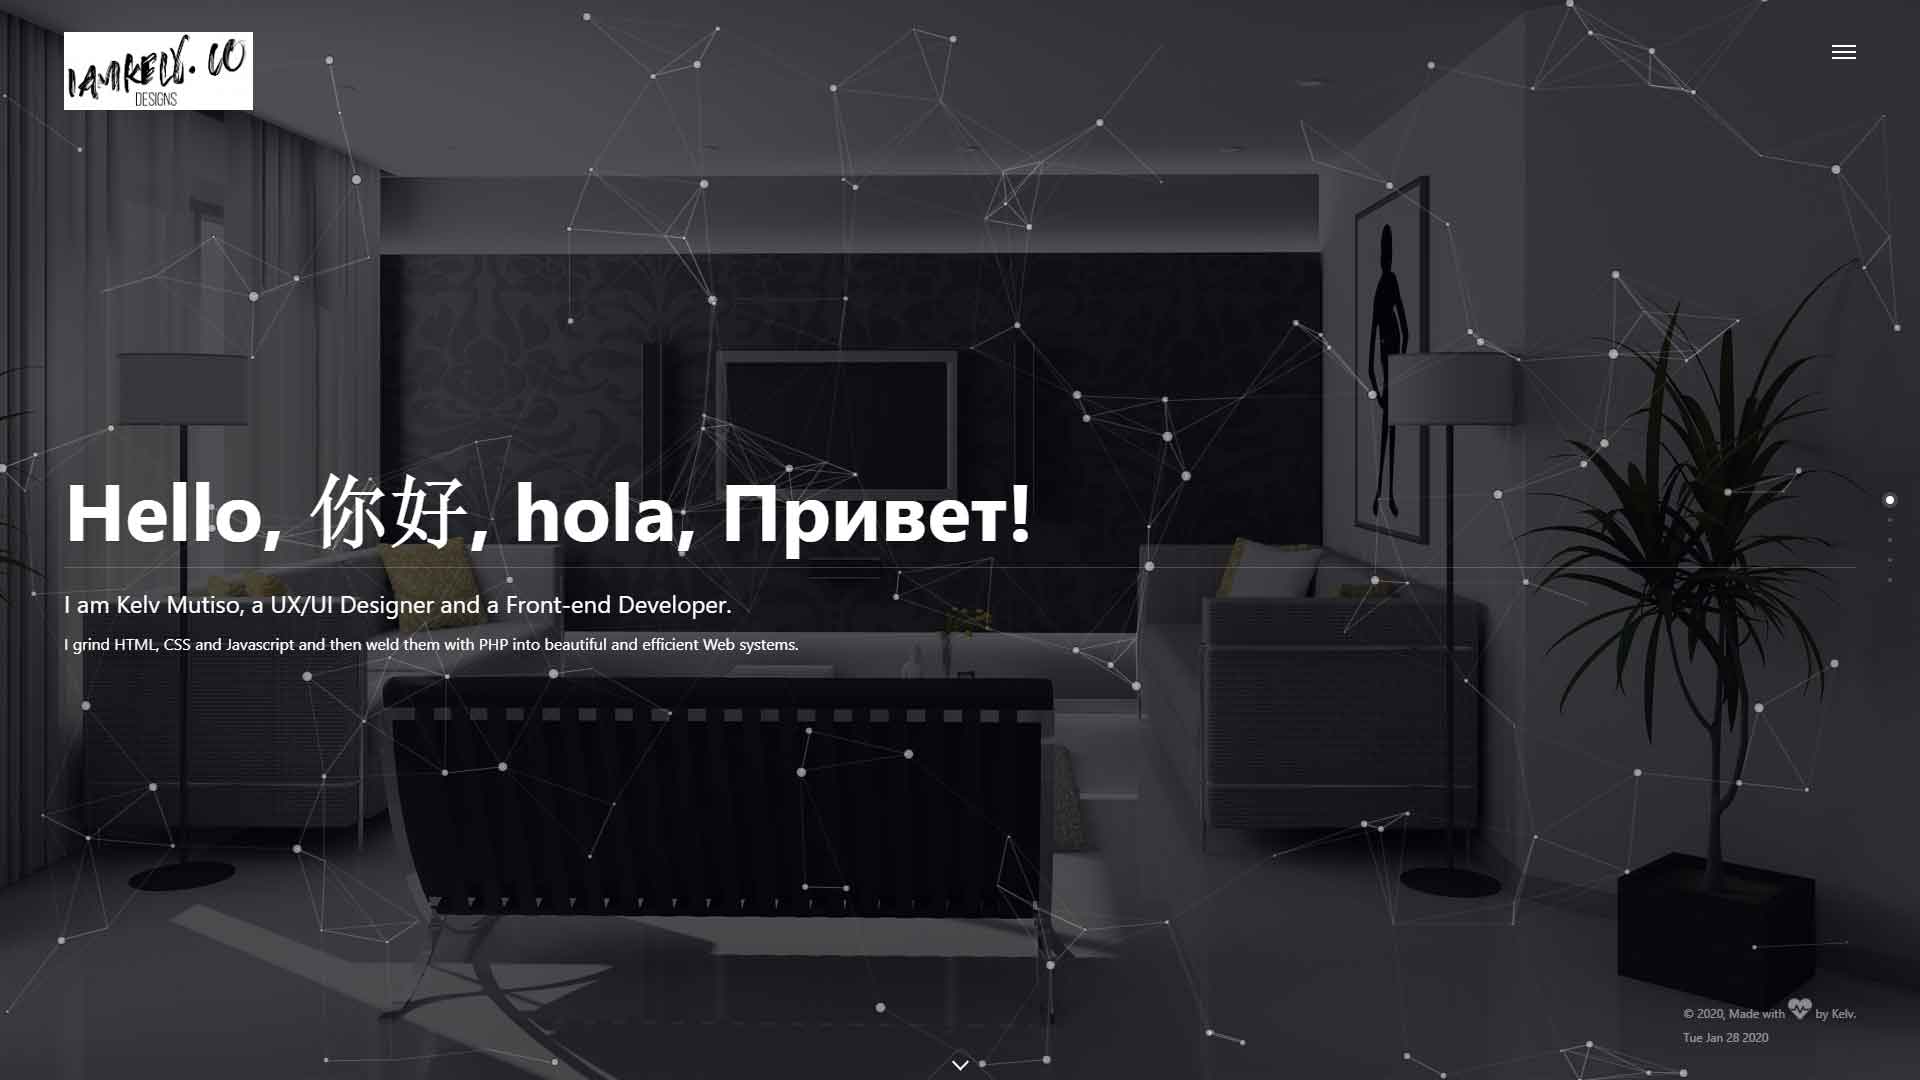 IAMKELV.CO
DESIGNS
Hello, 你好, hola, Привет!
I am Kelv Mutiso, a UX/UI Designer and a Front-end Developer.
I grind HTML, CSS and Javascript and then weld them with PHP into beautiful and efficient Web systems.
© 2020, Made with by Kelv.
Tue Jan 28 2020